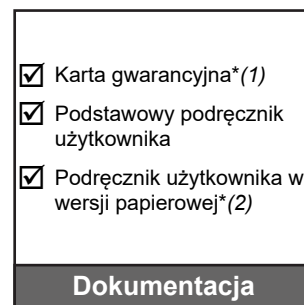 Karta gwarancyjna*(1)
Podstawowy podręcznik
użytkownika
Podręcznik użytkownika w
wersji papierowej*(2)
Dokumentacja